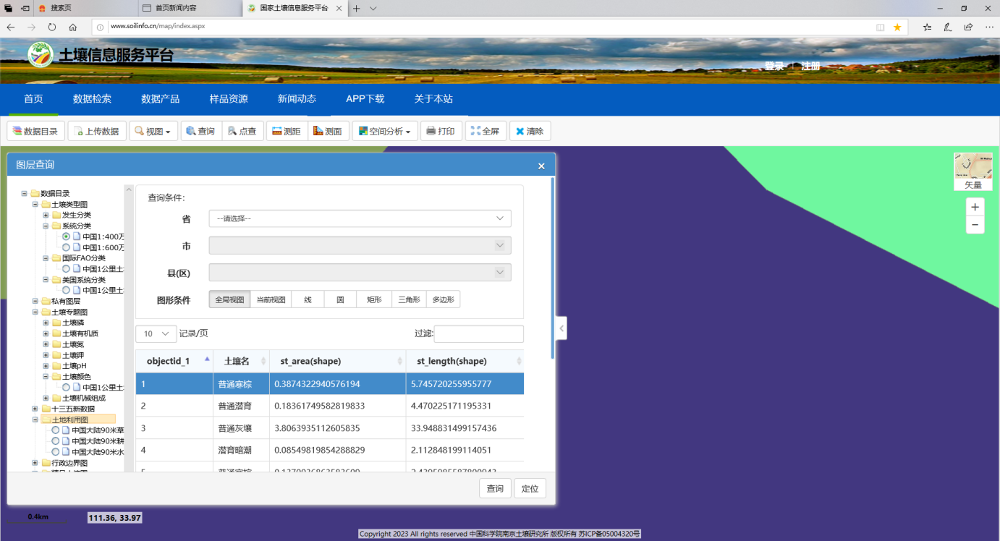 搜素页 首页新闻内容 国家土壤信息服务平台
www.soilinfo.cn/map/index.aspx
土壤信息服务平台
登录 | 注册
首页 数据检索 数据产品 样品资源 新闻动态 APP下载 关于本站
数据目录 上传数据 视图 查询 点查 测距 测面 空间分析 打印 全屏 清除
图层查询
矢量
数据目录
土壤类型图
发生分类
系统分类
中国1:400万
中国1:600万
国际FAO分类
中国1公里土
美国系统分类
中国1公里土
私有图层
土壤专题图
土壤磷
土壤有机质
土壤氮
土壤钾
土壤pH
土壤颜色
中国1公里土
土壤机械组成
十三五新数据
土地利用图
中国大陆90米草
中国大陆90米耕
中国大陆90米水
行政边界图
查询条件:
省 --请选择--
市
县(区)
图形条件 全局视图 当前视图 线 圆 矩形 三角形 多边形
10 记录/页 过滤:
objectid_1 土壤名 st_area(shape) st_length(shape)
1 普通寒棕 0.3874322940576194 5.745720255955777
2 普通潜育 0.18361749582819833 4.470225171195331
3 普通灰壤 3.8063935112605835 33.948831499157436
4 潜育暗潮 0.08549819854288829 2.112848199114051
查询 定位
0.4km 111.36, 33.97
Copyright 2023 All rights reserved 中国科学院南京土壤研究所 版权所有 苏ICP备05004320号